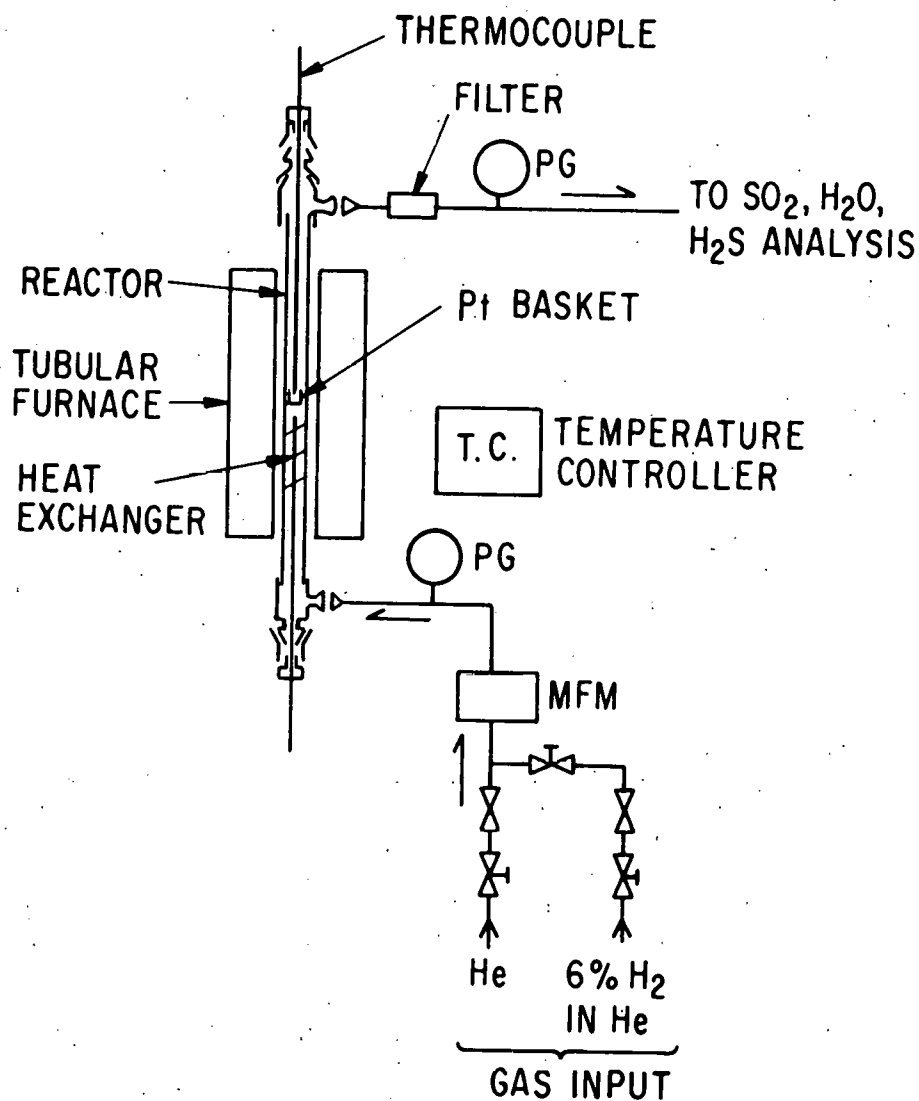 THERMOCOUPLE
FILTER
PG
TO SO₂, H₂O,
H₂S ANALYSIS
REACTOR
Pt BASKET
TUBULAR
FURNACE
T.C.
TEMPERATURE
CONTROLLER
HEAT
EXCHANGER
PG
MFM
He
6% H₂
IN He
GAS INPUT